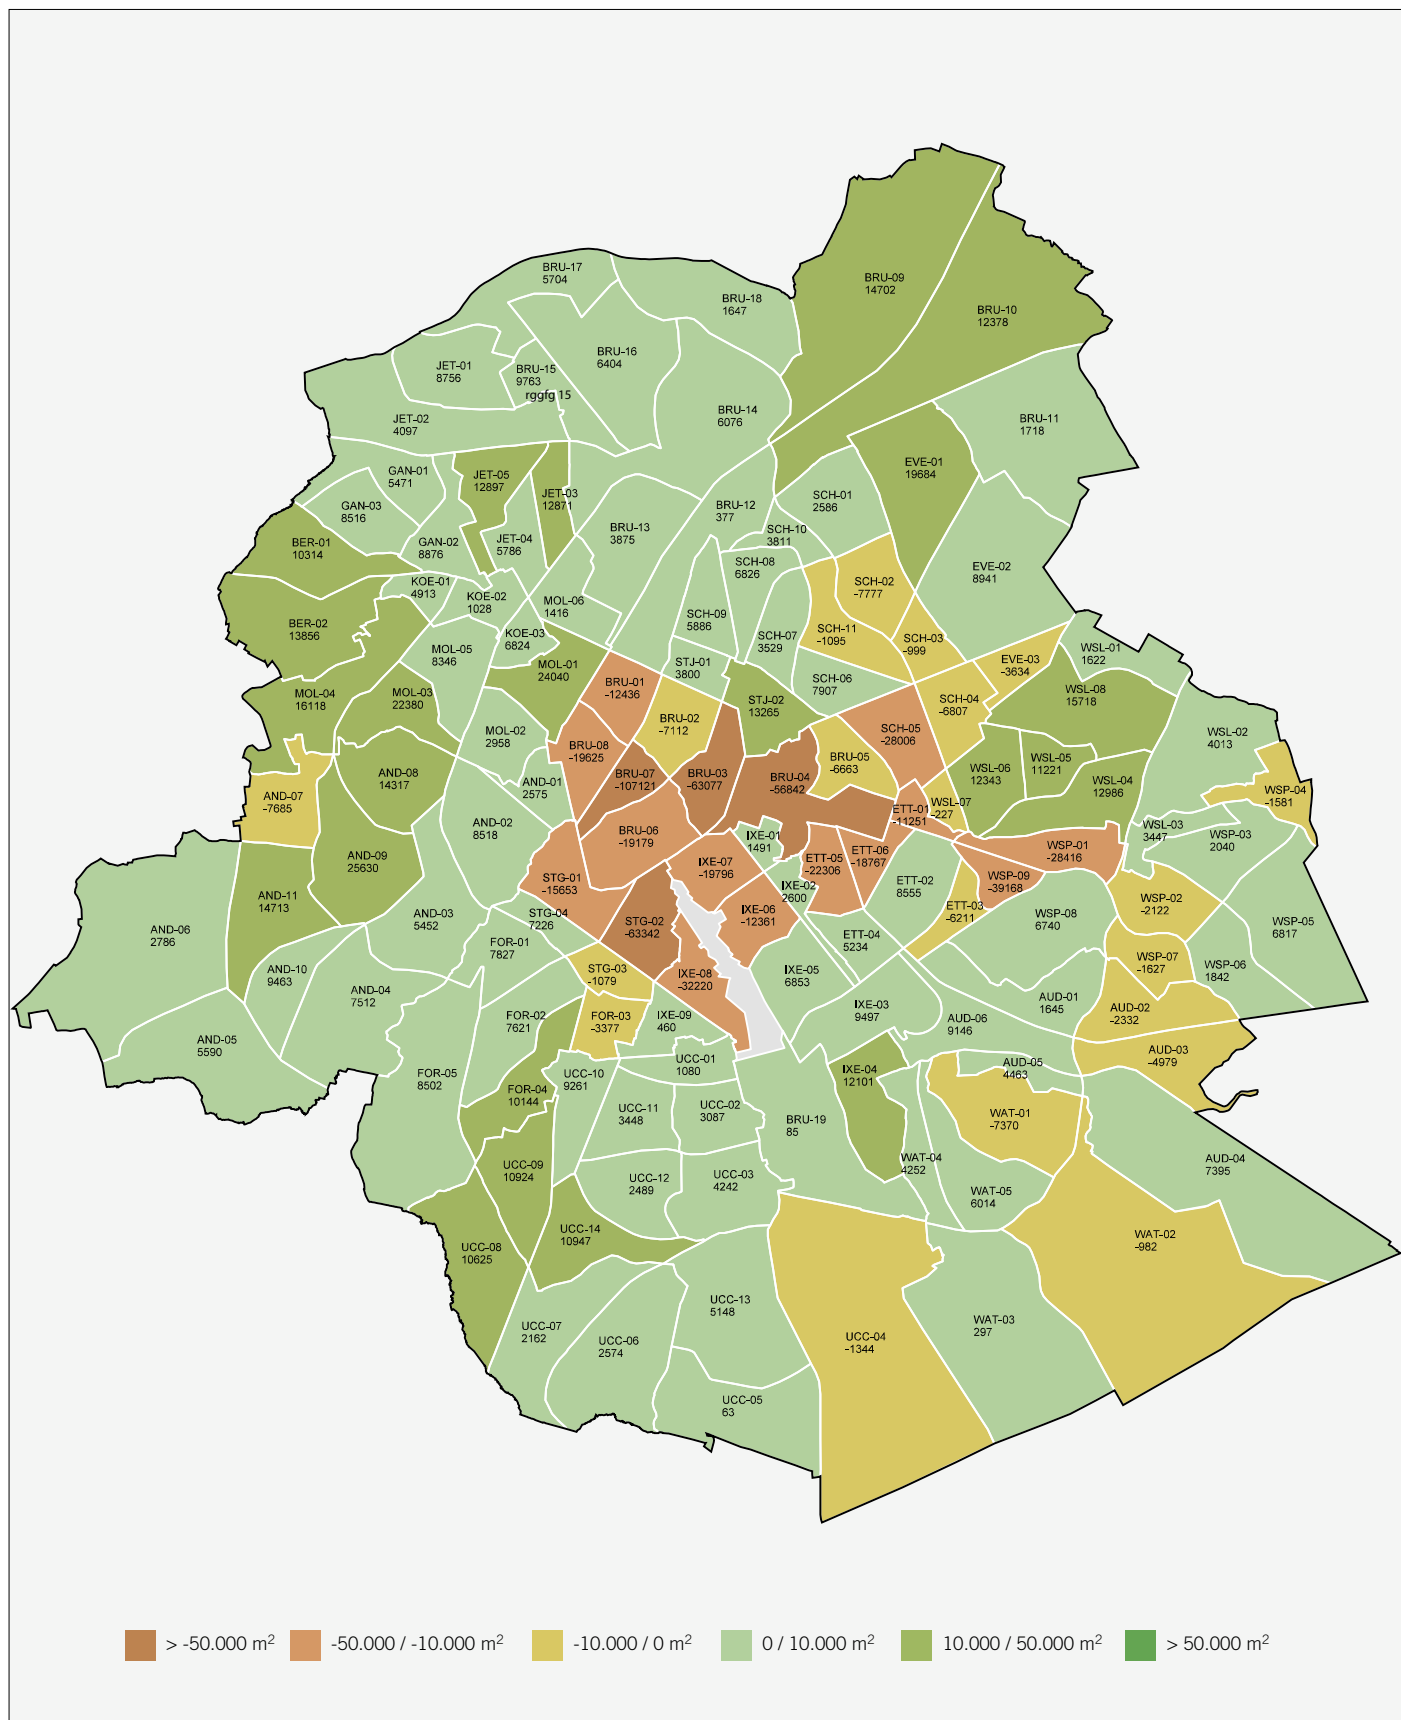 BRU-17
5704
BRU-09
14702
BRU-18
1647
BRU-10
12378
BRU-16
6404
JET-01
8756
BRU-15
9763
rggfg 15
BRU-14
6076
JET-02
4097
BRU-11
1718
EVE-01
19684
GAN-01
5471
JET-05
12897
JET-03
12871
SCH-01
2586
GAN-03
8516
BRU-12
377
BRU-13
3875
SCH-10
3811
BER-01
10314
GAN-02
8876
JET-04
5786
SCH-08
6826
EVE-02
8941
KOE-01
4913
SCH-02
-7777
KOE-02
1028
MOL-06
1416
SCH-09
5886
BER-02
13856
KOE-03
6824
SCH-07
3529
SCH-11
-1095
SCH-03
-999
MOL-05
8346
WSL-01
1622
MOL-01
24040
STJ-01
3800
EVE-03
-3634
BRU-01
-12436
SCH-06
7907
MOL-04
16118
MOL-03
22380
STJ-02
13265
SCH-04
-6807
WSL-08
15718
BRU-02
-7112
MOL-02
2958
SCH-05
-28006
WSL-02
4013
BRU-08
-19625
BRU-05
-6663
WSL-05
11221
AND-08
14317
BRU-07
-107121
BRU-03
-63077
BRU-04
-56842
WSL-06
12343
AND-01
2575
WSL-04
12986
AND-07
-7685
WSP-04
-1581
WSL-07
-227
ETT-01
-11251
AND-02
8518
WSL-03
3447
BRU-06
-19179
IXE-01
1491
WSP-03
2040
WSP-01
-28416
AND-09
25630
IXE-07
-19796
ETT-05
-22306
ETT-06
-18767
STG-01
-15653
WSP-09
-39168
ETT-02
8555
IXE-02
2600
AND-11
14713
WSP-02
-2122
ETT-03
-6211
IXE-06
-12361
AND-03
5452
STG-04
7226
WSP-08
6740
STG-02
-63342
WSP-05
6817
AND-06
2786
ETT-04
5234
FOR-01
7827
WSP-07
-1627
WSP-06
1842
AND-10
9463
STG-03
-1079
IXE-05
6853
IXE-08
-32220
AND-04
7512
AUD-01
1645
IXE-03
9497
AUD-02
-2332
FOR-02
7621
FOR-03
-3377
IXE-09
460
AUD-06
9146
AND-05
5590
AUD-03
-4979
UCC-01
1080
AUD-05
4463
FOR-05
8502
UCC-10
9261
IXE-04
12101
FOR-04
10144
UCC-11
3448
UCC-02
3087
WAT-01
-7370
BRU-19
85
WAT-04
4252
AUD-04
7395
UCC-09
10924
UCC-12
2489
UCC-03
4242
WAT-05
6014
UCC-14
10947
WAT-02
-982
UCC-08
10625
UCC-13
5148
UCC-07
2162
WAT-03
297
UCC-06
2574
UCC-04
-1344
UCC-05
63
> -50.000 m²
-50.000 / -10.000 m²
-10.000 / 0 m²
0 / 10.000 m²
10.000 / 50.000 m²
> 50.000 m²